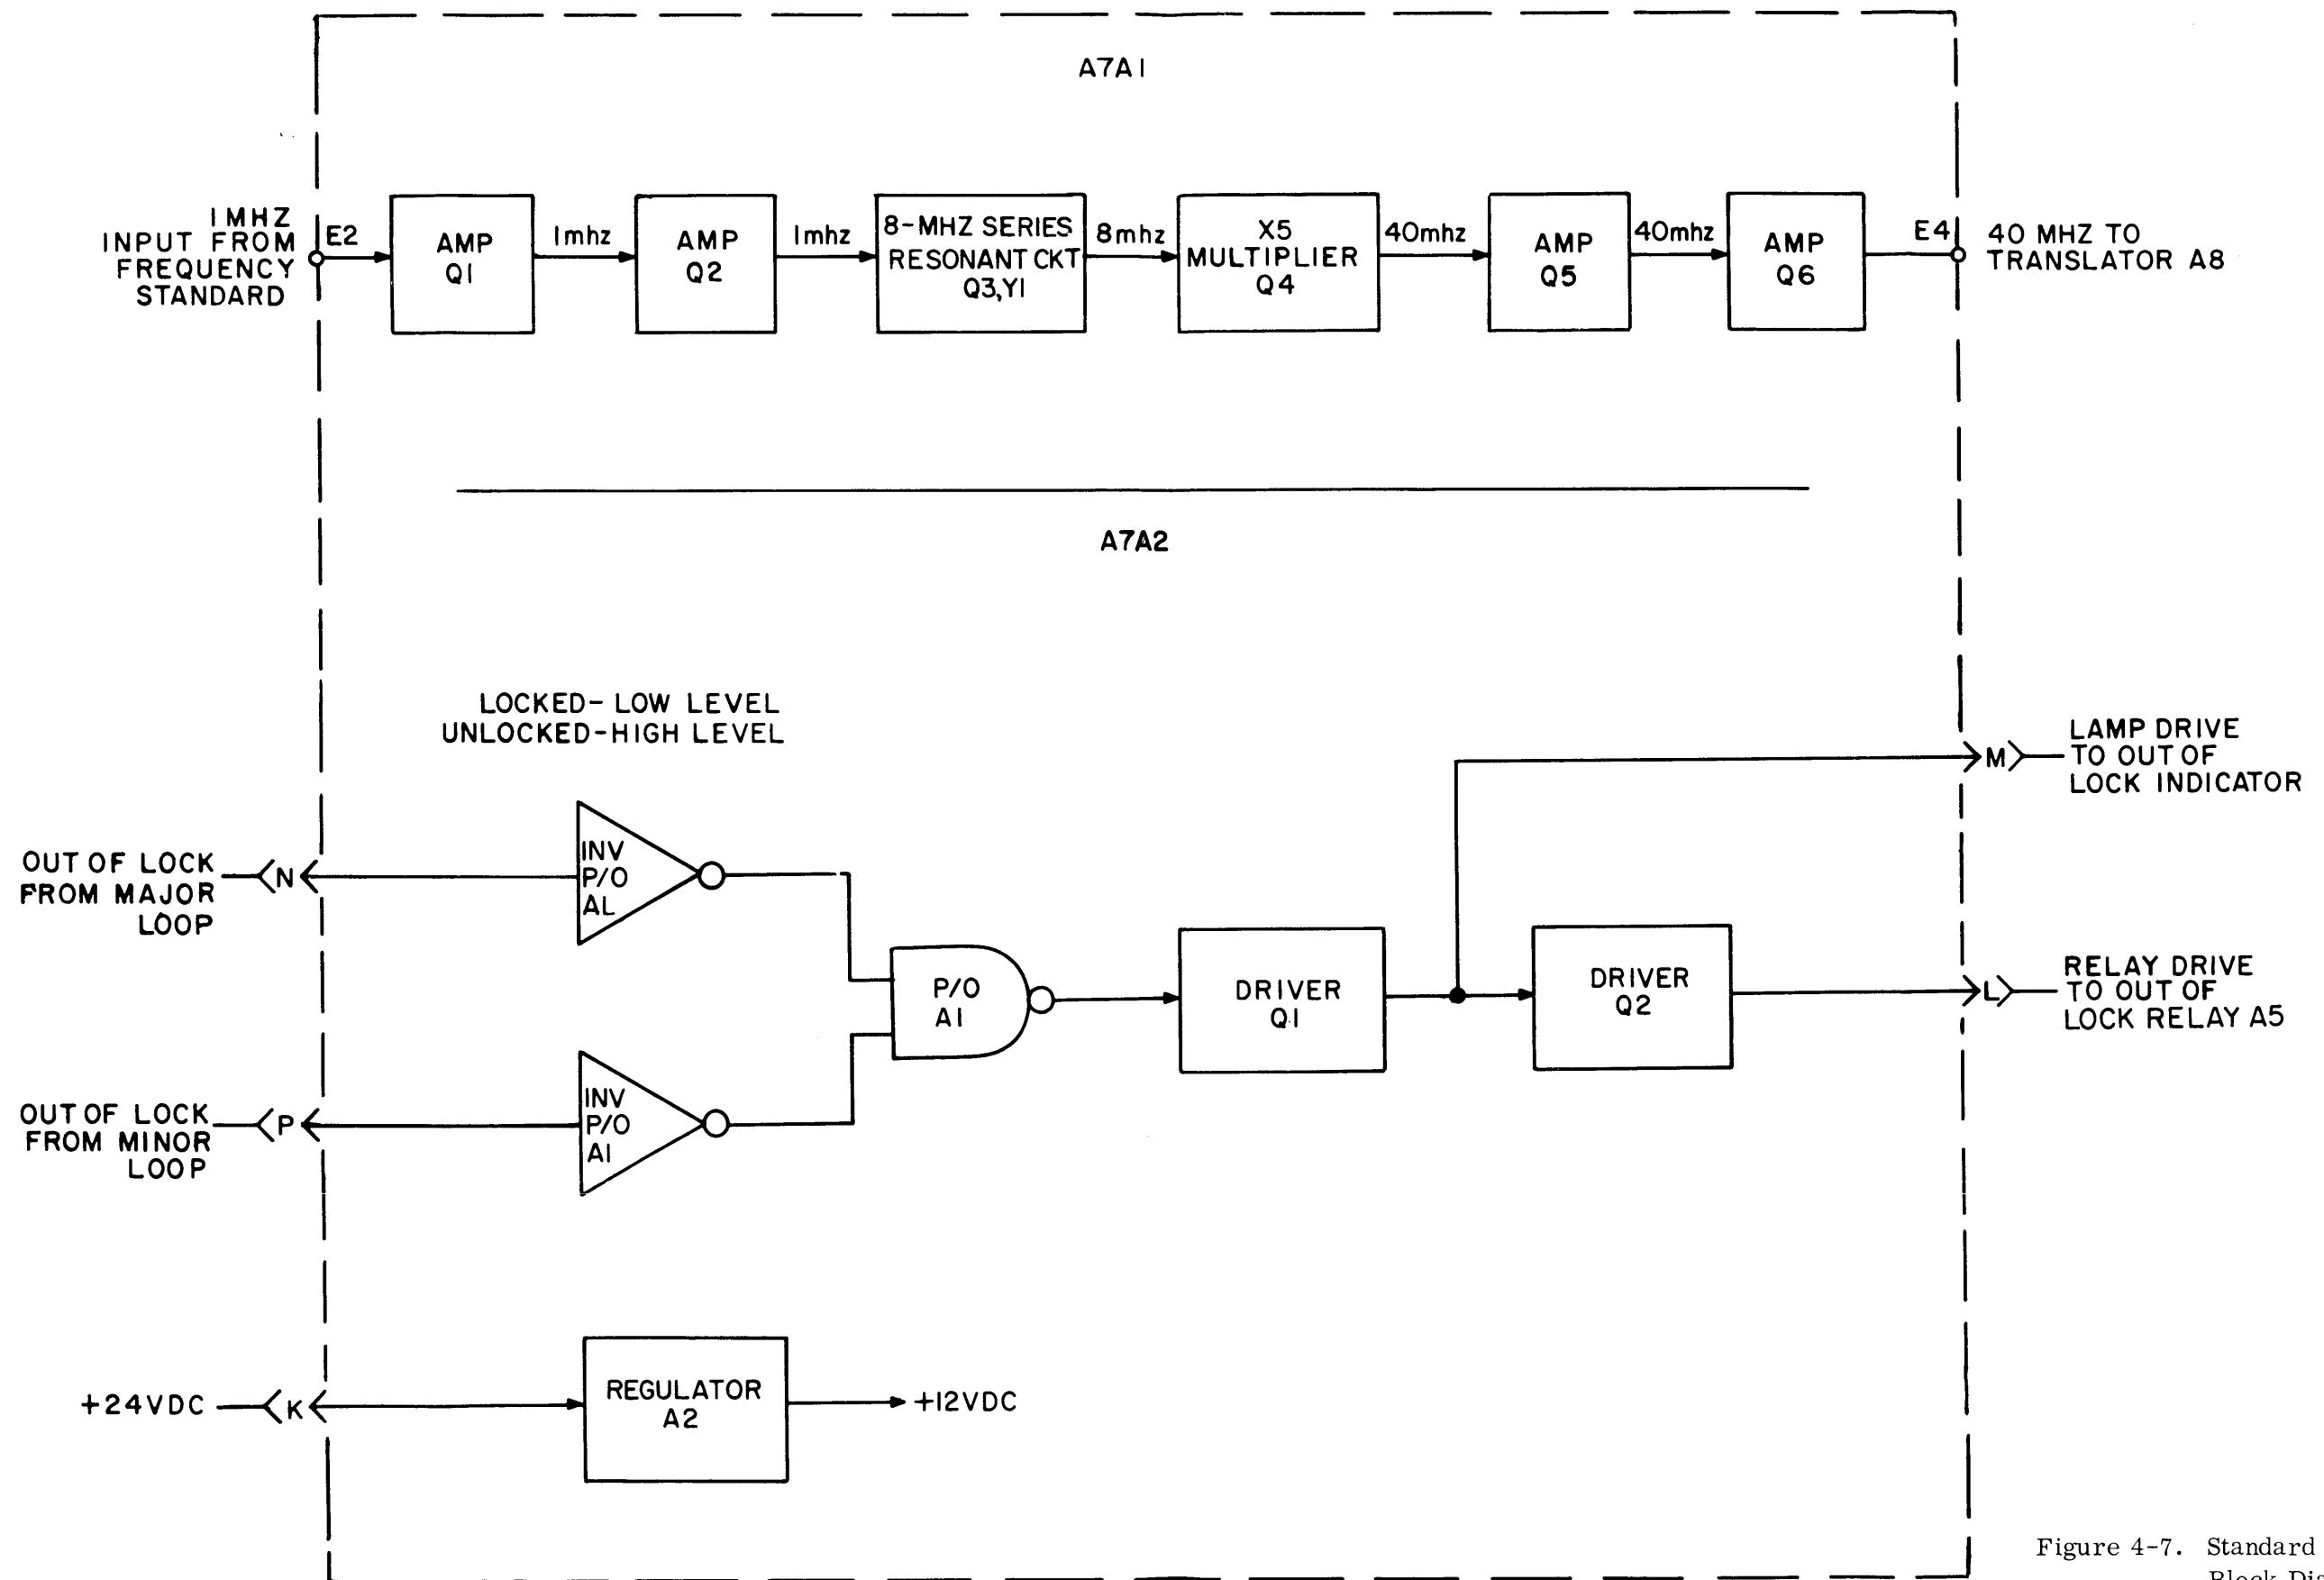 A7A1
1MHZ
INPUT FROM
FREQUENCY
STANDARD
E2
AMP
Q1
1mhz
AMP
Q2
1mhz
8-MHZ SERIES
RESONANT CKT
Q3,Y1
8mhz
X5
MULTIPLIER
Q4
40mhz
AMP
Q5
40mhz
AMP
Q6
E4
40 MHZ TO
TRANSLATOR A8
A7A2
LOCKED- LOW LEVEL
UNLOCKED-HIGH LEVEL
OUT OF LOCK
FROM MAJOR
LOOP
N
INV
P/O
AL
OUT OF LOCK
FROM MINOR
LOOP
P
INV
P/O
A1
P/O
A1
DRIVER
Q1
DRIVER
Q2
M
LAMP DRIVE
TO OUT OF
LOCK INDICATOR
L
RELAY DRIVE
TO OUT OF
LOCK RELAY A5
+24VDC
K
REGULATOR
A2
+12VDC
Figure 4-7. Standard
Block Dia